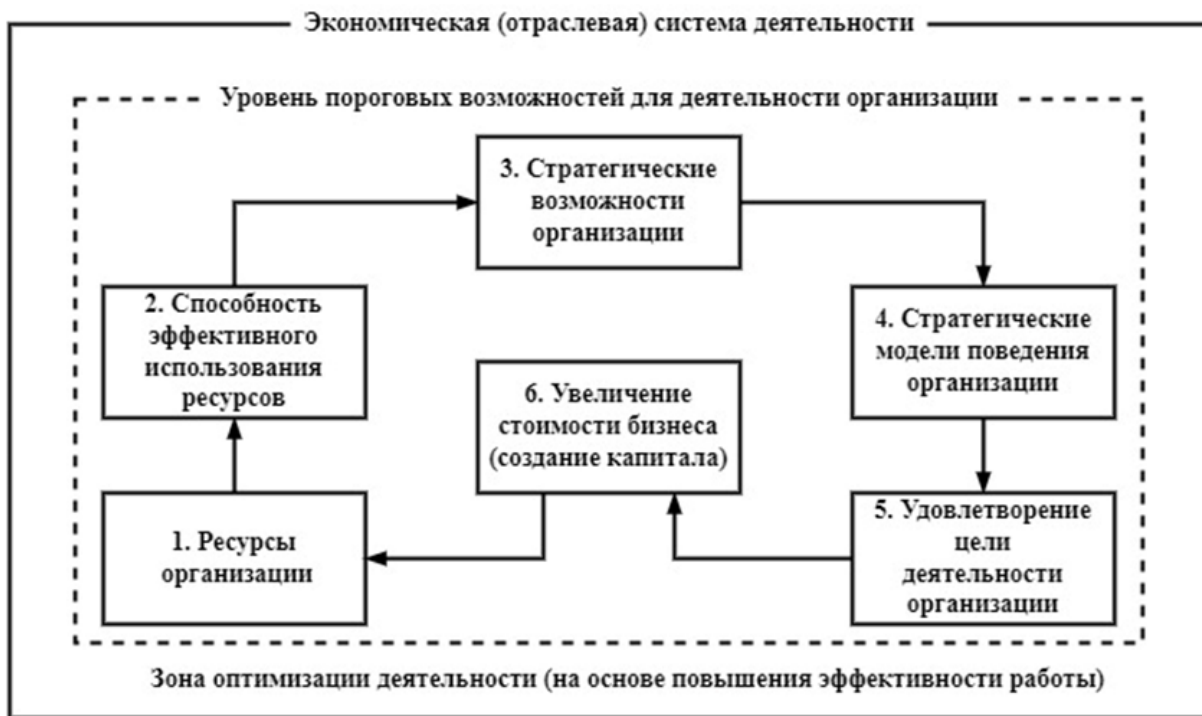 Экономическая (отраслевая) система деятельности
Уровень пороговых возможностей для деятельности организации
3. Стратегические
возможности
организации
2. Способность
эффективного
использования
ресурсов
4. Стратегические
модели поведения
организации
6. Увеличение
стоимости бизнеса
(создание капитала)
1. Ресурсы
организации
5. Удовлетворение
цели
деятельности
организации
Зона оптимизации деятельности (на основе повышения эффективности работы)